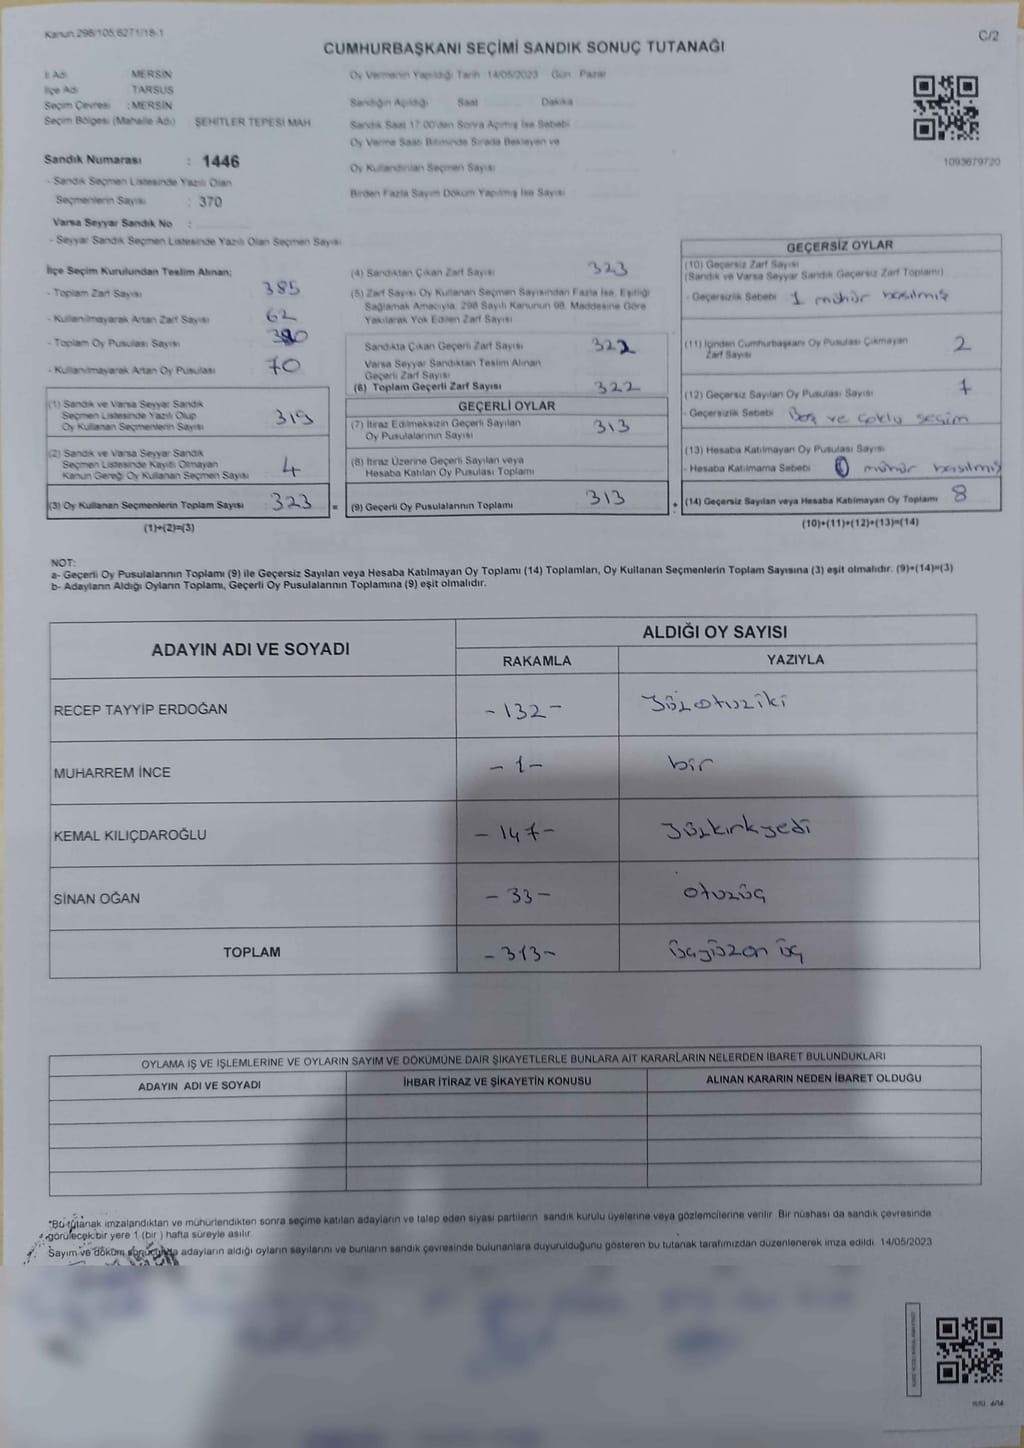 Kanun 298/105,6271/18-1
C/2
CUMHURBAŞKANI SEÇİMİ SANDIK SONUÇ TUTANAĞI
İl Adı MERSİN
İlçe Adı TARSUS
Seçim Çevresi : MERSİN
Seçim Bölgesi (Mahalle Adı) ŞEHİTLER TEPESİ MAH
Sandık Numarası : 1446
- Sandık Seçmen Listesinde Yazılı Olan
Seçmenlerin Sayısı : 370
Varsa Seyyar Sandık No :
- Seyyar Sandık Seçmen Listesinde Yazılı Olan Seçmen Sayısı
Oy Vermenin Yapıldığı Tarih 14/05/2023 Gün Pazar
Sandığın Açıldığı Saat Dakika
Sandık Saat 17:00'den Sonra Açılmış İse Sebebi
Oy Verme Saati Bitiminde Sırada Bekleyen ve
Oy Kullandırılan Seçmen Sayısı
Birden Fazla Sayım Döküm Yapılmış İse Sayısı
1093679720
İlçe Seçim Kurulundan Teslim Alınan;
- Toplam Zarf Sayısı 385
- Kullanılmayarak Artan Zarf Sayısı 62
- Toplam Oy Pusulası Sayısı
- Kullanılmayarak Artan Oy Pusulası 70
(1) Sandık ve Varsa Seyyar Sandık
Seçmen Listesinde Yazılı Olup
Oy Kullanan Seçmenlerin Sayısı 319
(2) Sandık ve Varsa Seyyar Sandık
Seçmen Listesinde Kayıtlı Olmayan
Kanun Gereği Oy Kullanan Seçmen Sayısı 4
(3) Oy Kullanan Seçmenlerin Toplam Sayısı 323 =
(1)+(2)=(3)
(4) Sandıktan Çıkan Zarf Sayısı 323
(5) Zarf Sayısı Oy Kullanan Seçmen Sayısından Fazla İse, Eşitliği
Sağlamak Amacıyla, 298 Sayılı Kanunun 98. Maddesine Göre
Yakılarak Yok Edilen Zarf Sayısı
Sandıkta Çıkan Geçerli Zarf Sayısı 322
Varsa Seyyar Sandıktan Teslim Alınan
Geçerli Zarf Sayısı
(6) Toplam Geçerli Zarf Sayısı 322
GEÇERLİ OYLAR
(7) İtiraz Edilmeksizin Geçerli Sayılan
Oy Pusulalarının Sayısı 313
(8) İtiraz Üzerine Geçerli Sayılan veya
Hesaba Katılan Oy Pusulası Toplamı
(9) Geçerli Oy Pusulalarının Toplamı 313 +
GEÇERSİZ OYLAR
(10) Geçersiz Zarf Sayısı
(Sandık ve Varsa Seyyar Sandık Geçersiz Zarf Toplamı)
- Geçersizlik Sebebi 1 mühür basılmış
(11) İçinden Cumhurbaşkanı Oy Pusulası Çıkmayan
Zarf Sayısı 2
(12) Geçersiz Sayılan Oy Pusulası Sayısı
- Geçersizlik Sebebi Boş ve çoklu seçim
(13) Hesaba Katılmayan Oy Pusulası Sayısı
- Hesaba Katılmama Sebebi mühür basılmış
(14) Geçersiz Sayılan veya Hesaba Katılmayan Oy Toplamı 8
(10)+(11)+(12)+(13)=(14)
NOT:
a- Geçerli Oy Pusulalarının Toplamı (9) ile Geçersiz Sayılan veya Hesaba Katılmayan Oy Toplamı (14) Toplamları, Oy Kullanan Seçmenlerin Toplam Sayısına (3) eşit olmalıdır. (9)+(14)=(3)
b- Adayların Aldığı Oyların Toplamı, Geçerli Oy Pusulalarının Toplamına (9) eşit olmalıdır.
ADAYIN ADI VE SOYADI
ALDIĞI OY SAYISI
RAKAMLA YAZIYLA
RECEP TAYYİP ERDOĞAN -132- Yüzotuziki
MUHARREM İNCE -1- bir
KEMAL KILIÇDAROĞLU -147- Yüzkırkyedi
SİNAN OĞAN -33- otuzüç
TOPLAM -313- üçyüzon üç
OYLAMA İŞ VE İŞLEMLERİNE VE OYLARIN SAYIM VE DÖKÜMÜNE DAİR ŞİKAYETLERLE BUNLARA AİT KARARLARIN NELERDEN İBARET BULUNDUKLARI
ADAYIN ADI VE SOYADI İHBAR İTİRAZ VE ŞİKAYETİN KONUSU ALINAN KARARIN NEDEN İBARET OLDUĞU
*Bu tutanak imzalandıktan ve mühürlendikten sonra seçime katılan adayların ve talep eden siyasi partilerin sandık kurulu üyelerine veya gözlemcilerine verilir. Bir nüshası da sandık çevresinde
görülecek bir yere 1 (bir ) hafta süreyle asılır.
Sayım ve döküm sonucunda adayların aldığı oyların sayılarını ve bunların sandık çevresinde bulunanlara duyurulduğunu gösteren bu tutanak tarafımızdan düzenlenerek imza edildi. 14/05/2023